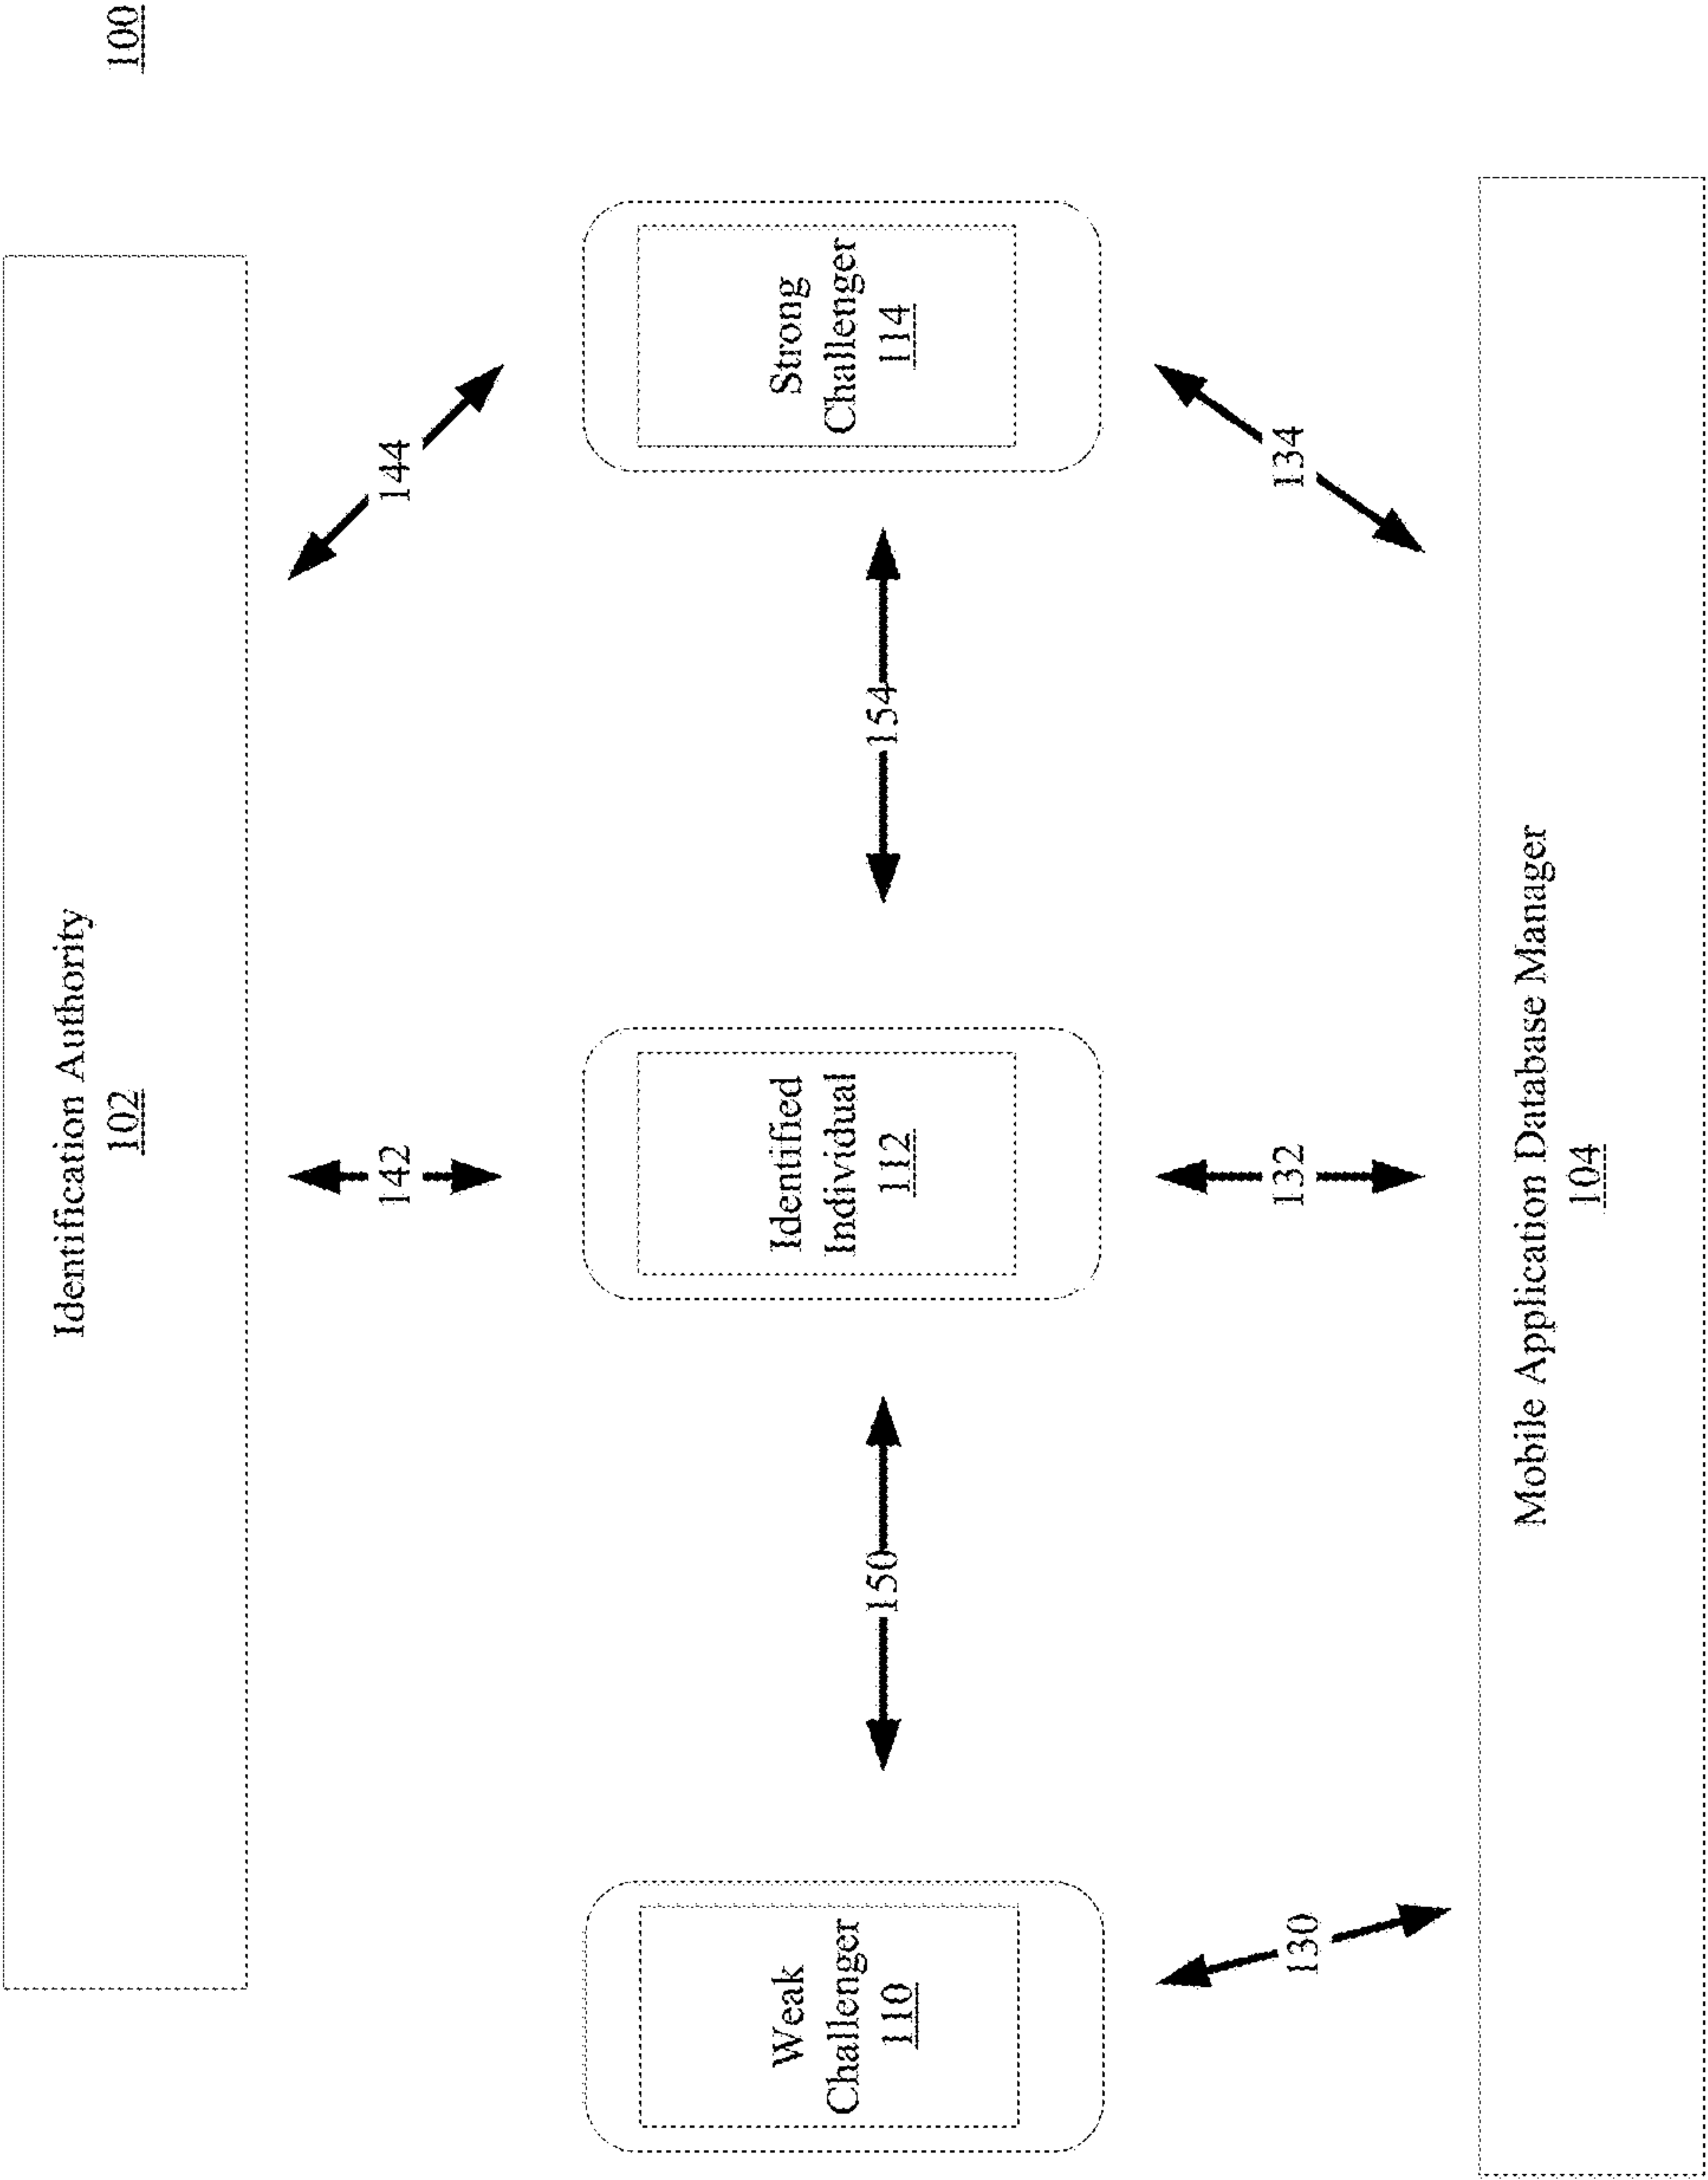 100
Identification Authority
102
142
144
Weak
Challenger
110
150
Identified
Individual
112
154
Strong
Challenger
114
130
132
134
Mobile Application Database Manager
104